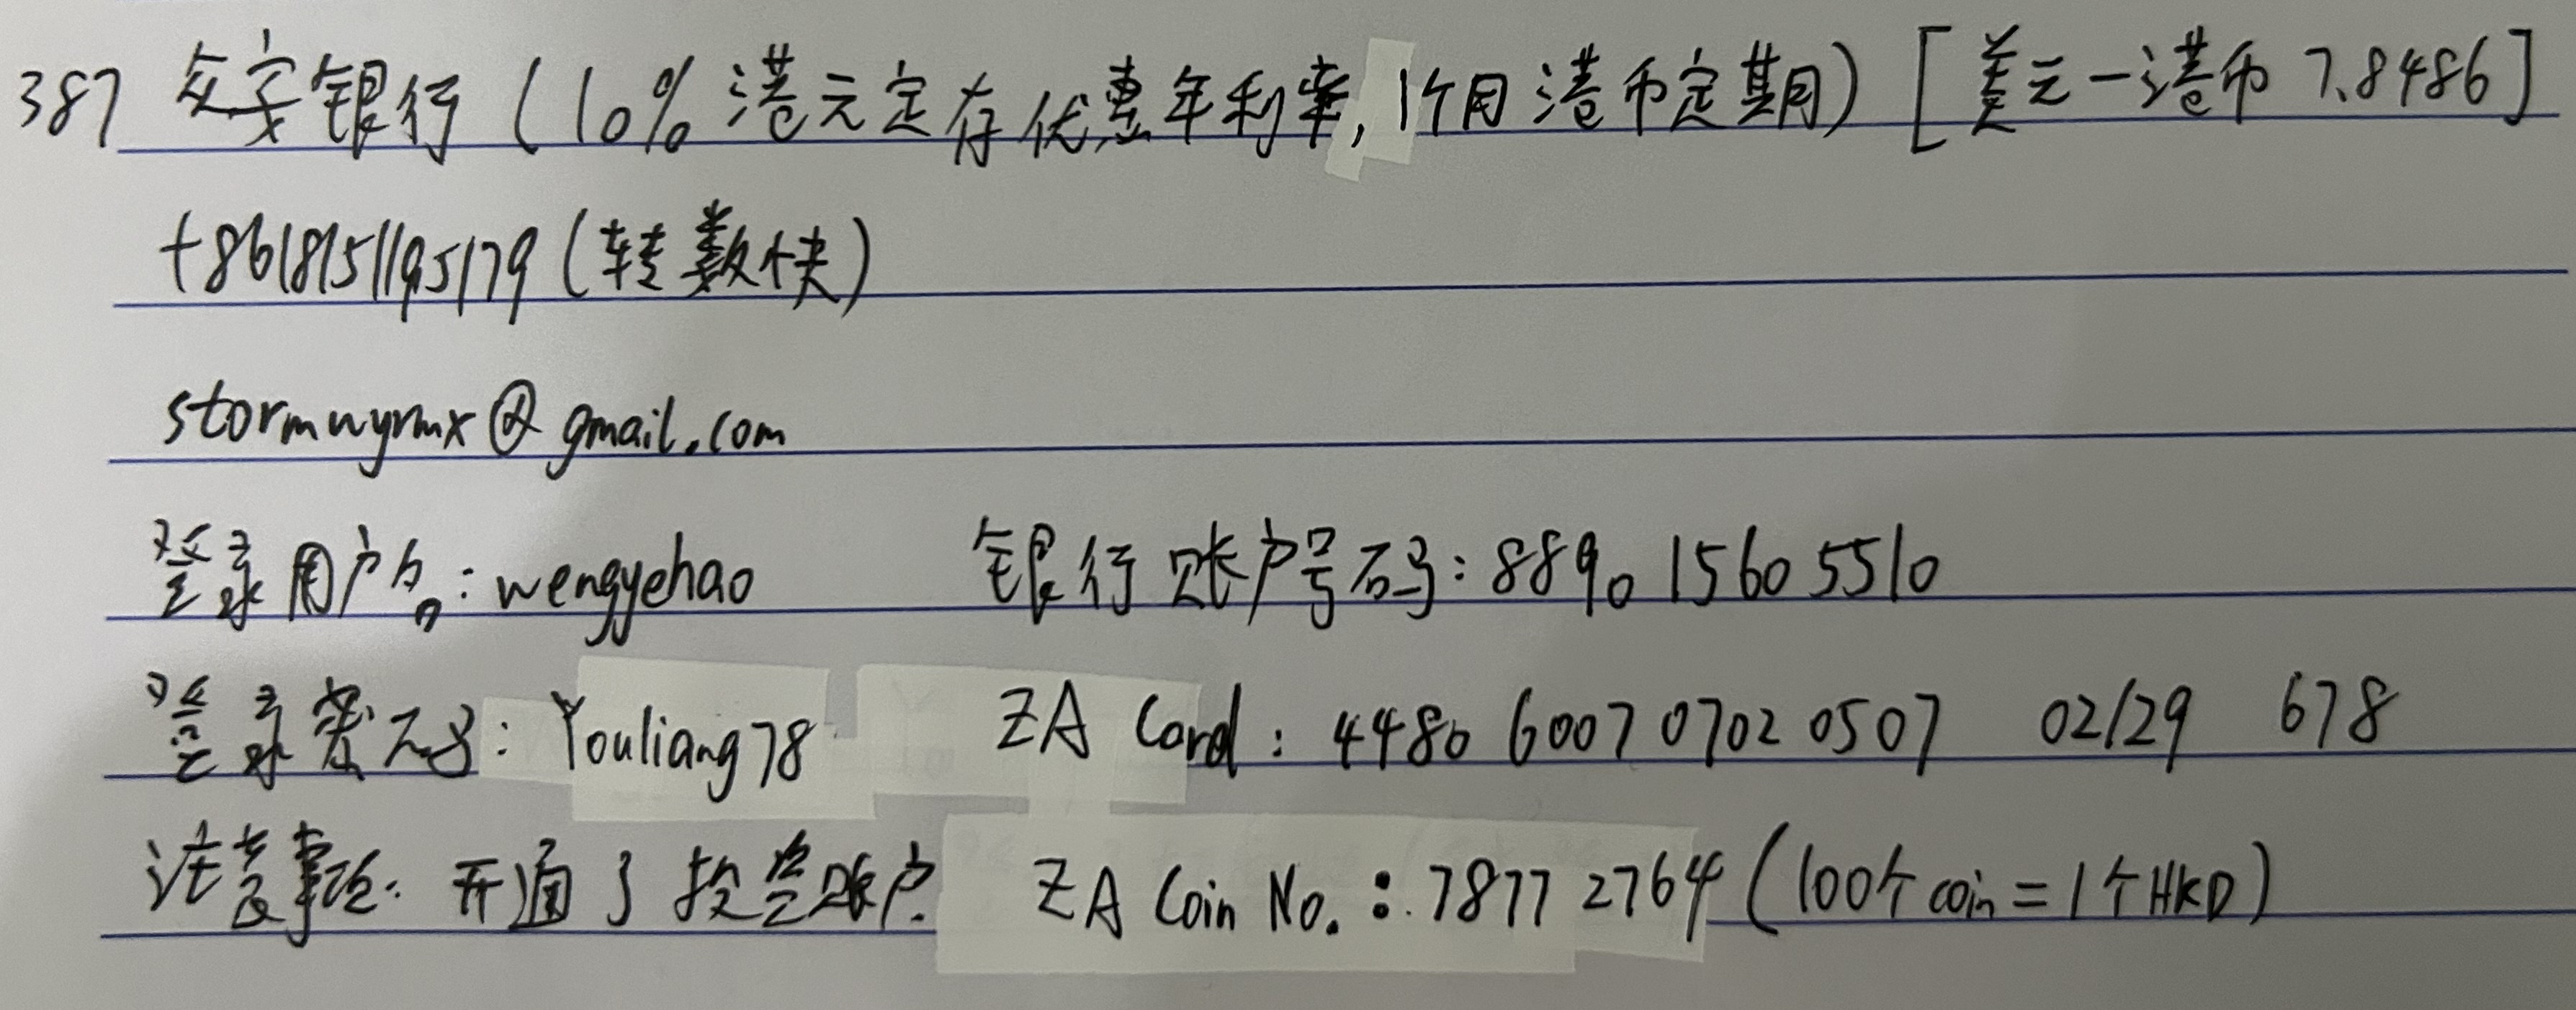 387 众安银行 (10% 港元定存优惠年利率, 1个月港币定期) [美元-港币 7.8486]
+8618151195179 (转数快)
stormwyrmx@gmail.com
登录用户名: wengyehao 银行账户号码: 8890 1560 5510
登录密码: Youliang78 ZA Card: 4486 6007 0702 0507 02/29 678
注意事项: 开通了投资账户. ZA Coin No.: 7877 2764 (100个coin=1个HKD)